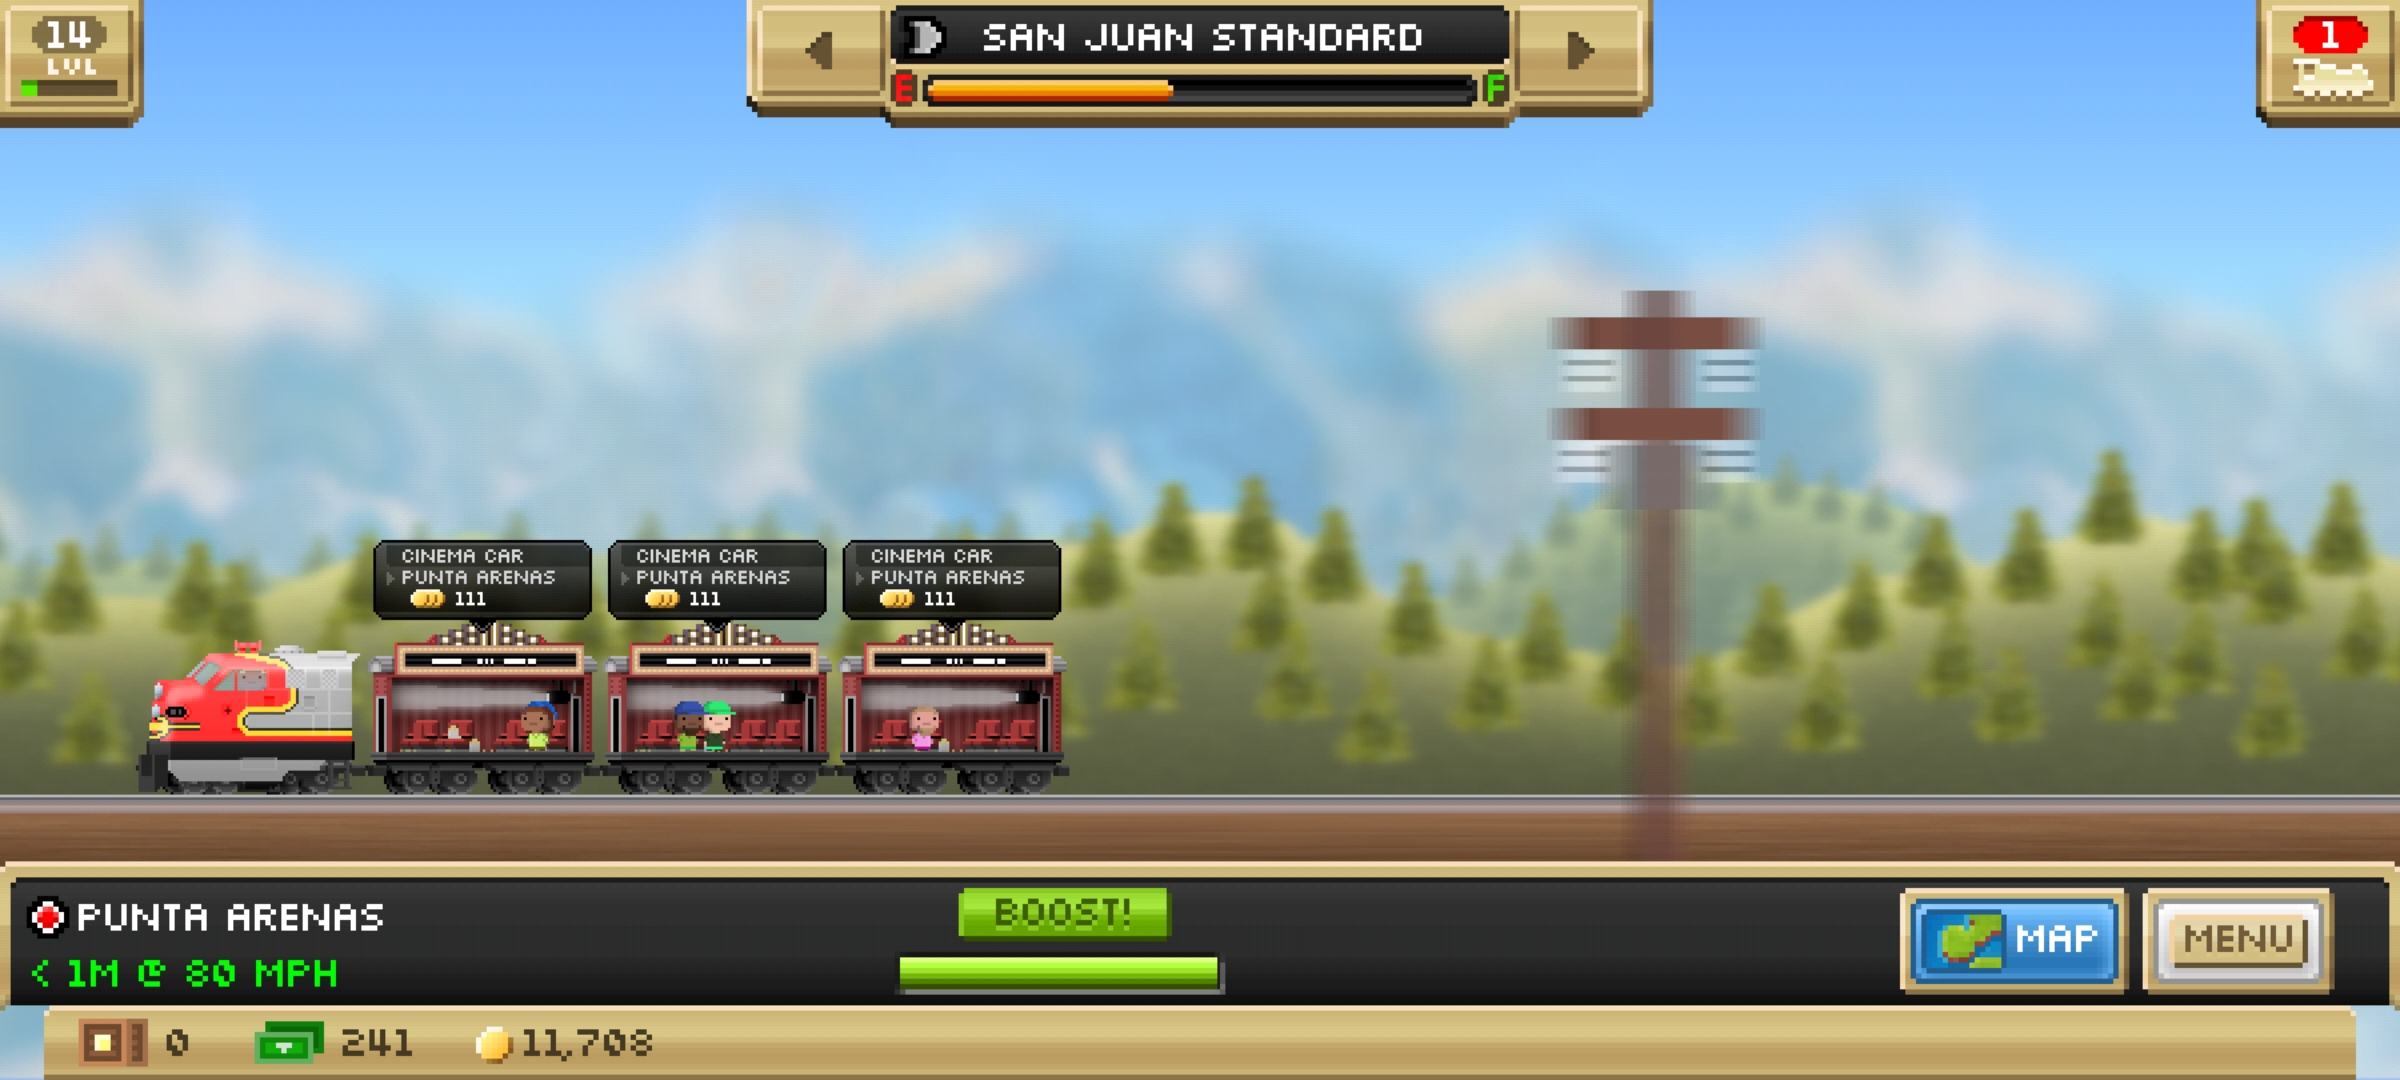 14
LVL
SAN JUAN STANDARD
E F
1
CINEMA CAR
PUNTA ARENAS
111
CINEMA CAR
PUNTA ARENAS
111
CINEMA CAR
PUNTA ARENAS
111
PUNTA ARENAS
< 1M @ 80 MPH
BOOST!
MAP
MENU
0
241
11,708